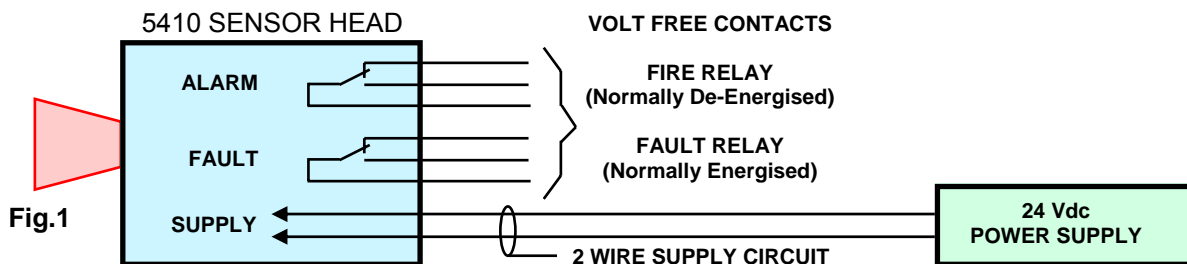 5410 SENSOR HEAD
VOLT FREE CONTACTS
ALARM
FIRE RELAY
(Normally De-Energised)
FAULT
FAULT RELAY
(Normally Energised)
Fig.1
SUPPLY
24 Vdc
POWER SUPPLY
2 WIRE SUPPLY CIRCUIT